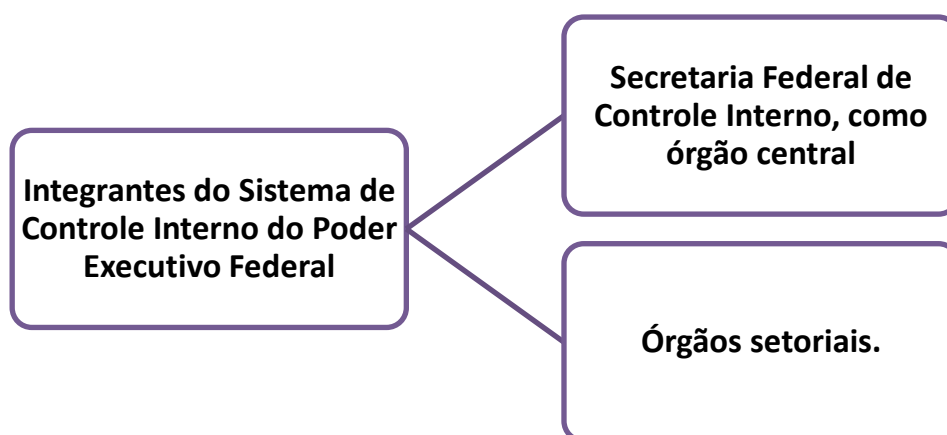 Integrantes do Sistema de
Controle Interno do Poder
Executivo Federal
Secretaria Federal de
Controle Interno, como
órgão central
Órgãos setoriais.